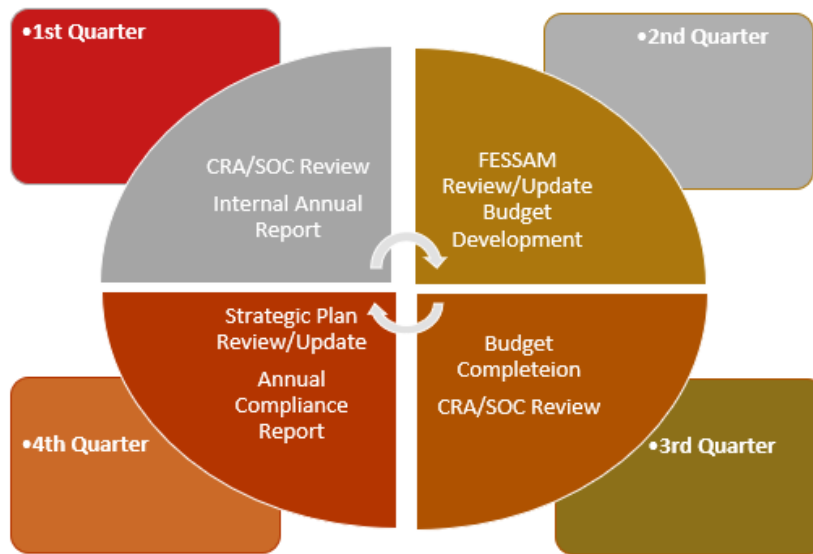 •1st Quarter
•2nd Quarter
CRA/SOC Review
Internal Annual
Report
FESSAM
Review/Update
Budget
Development
Strategic Plan
Review/Update
Annual
Compliance
Report
Budget
Completeion
CRA/SOC Review
•4th Quarter
•3rd Quarter